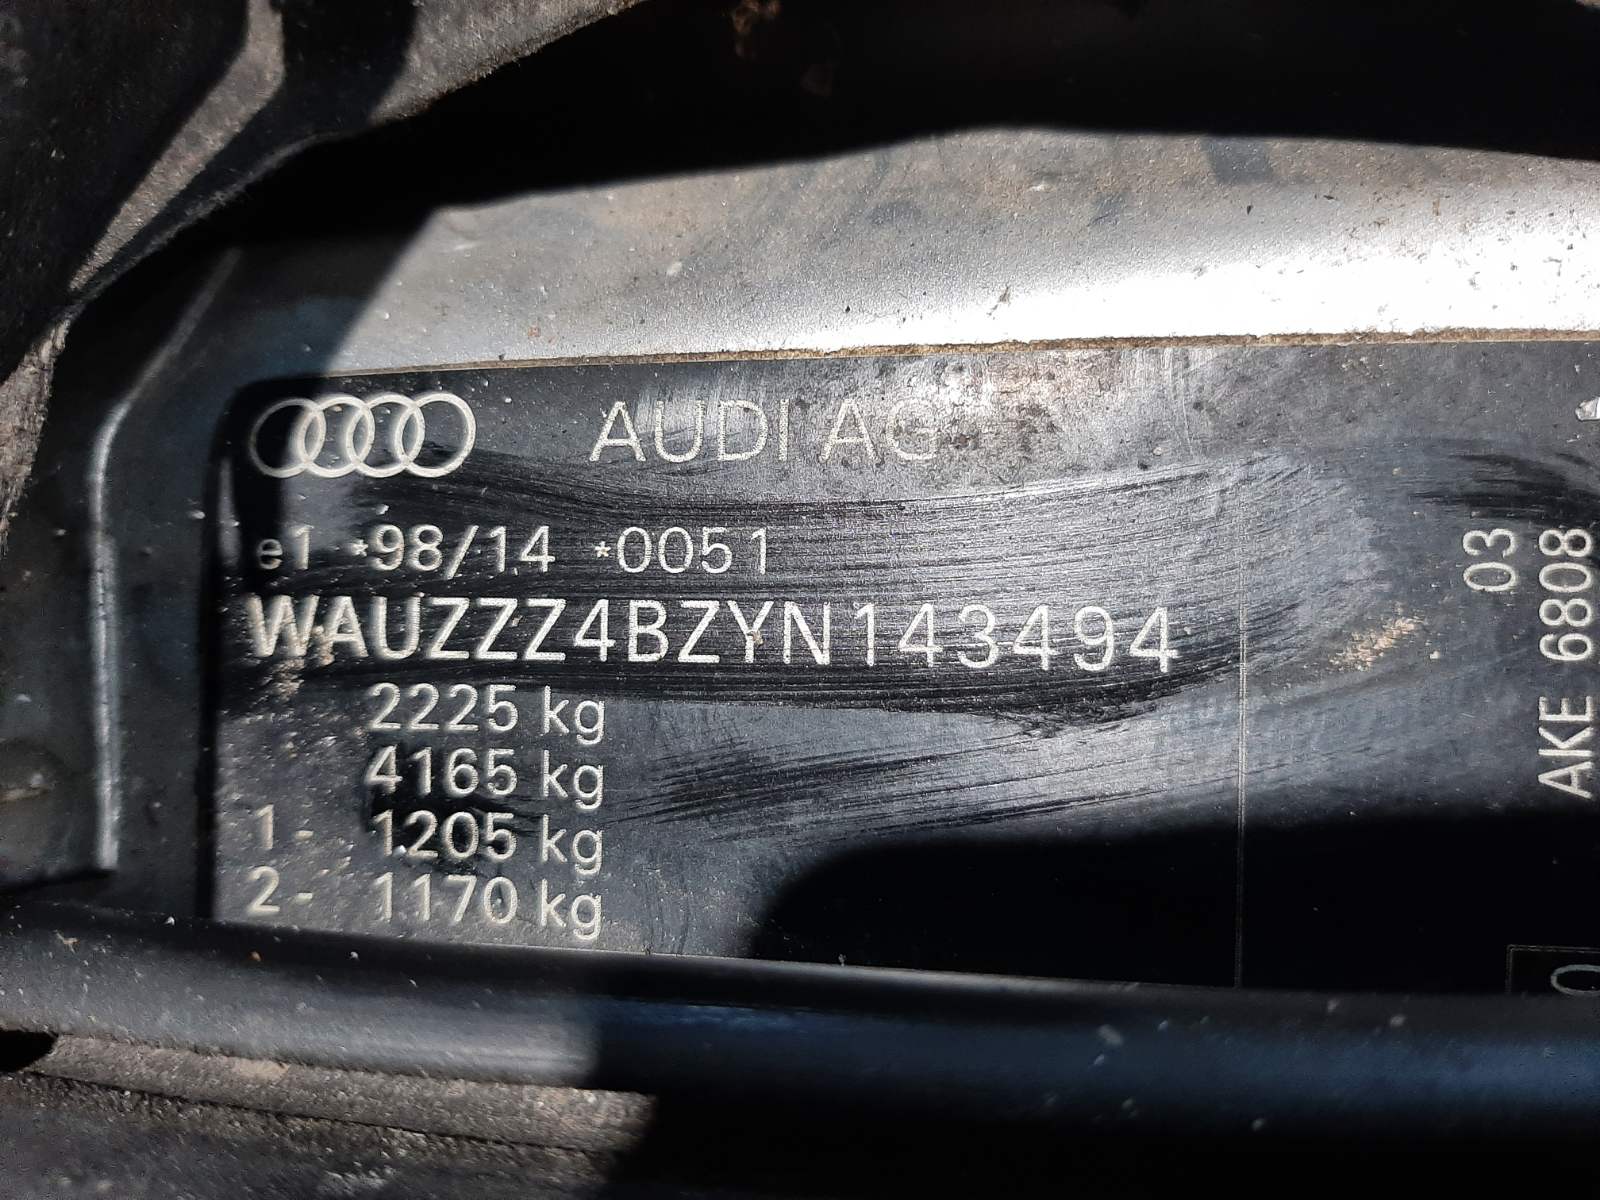 AUDI AG
e1 *98/14 *0051
WAUZZZ4BZYN143494
2225 kg
4165 kg
1- 1205 kg
2- 1170 kg
03
AKE 6808